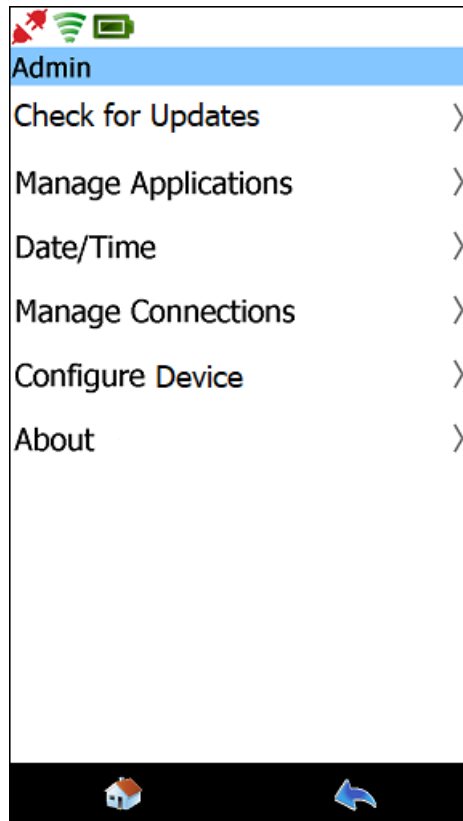 Admin
Check for Updates
Manage Applications
Date/Time
Manage Connections
Configure Device
About